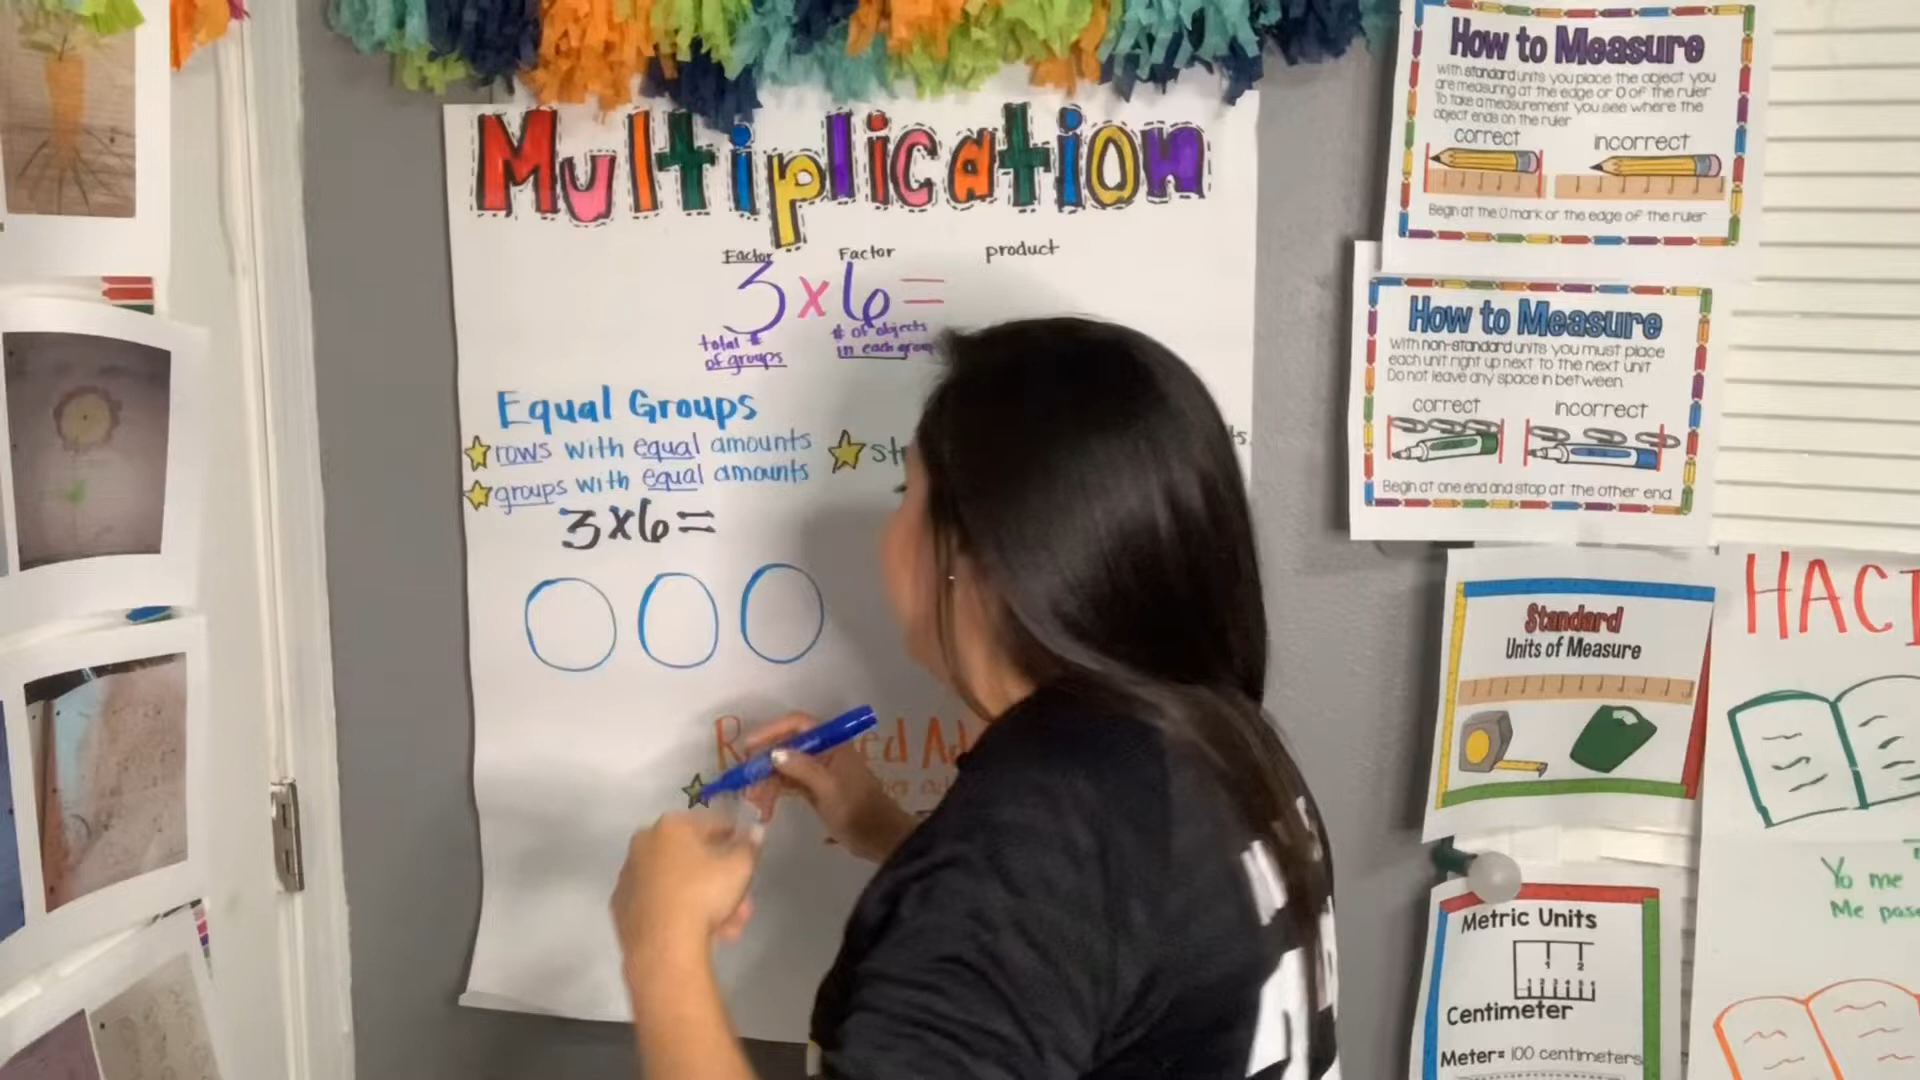 Multiplication
Factor Factor product
3 x 6 =
total #
of groups
# of objects
in each group
Equal Groups
rows with equal amounts
groups with equal amounts
3x6=
How to Measure
With standard units you place the object you
are measuring at the edge or 0 of the ruler
To take a measurement you see where the
object ends on the ruler
correct incorrect
Begin at the 0 mark or the edge of the ruler
How to Measure
With non-standard units you must place
each unit right up next to the next unit
Do not leave any space in between
correct incorrect
Begin at one end and stop at the other end
Standard
Units of Measure
Metric Units
1 2
Centimeter
Meter= 100 centimeters
HACI
Yo me
Me pas